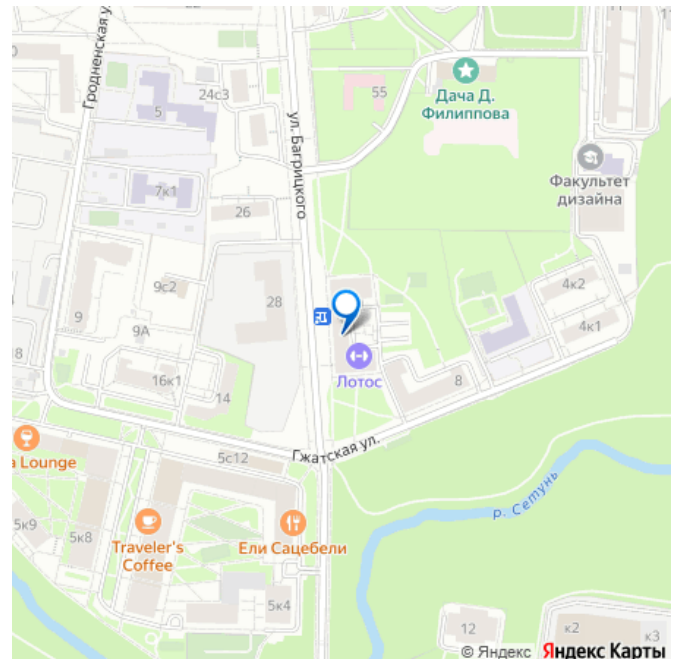 Гродненская у
24с3
5
55
Дача Д.
Филиппова
ул. Багрицкого
7к1
26
Факультет
дизайна
9с2
28
4к2
9
9А
4к1
8
16к1
14
Лотос
8
Гжатская ул.
5с12
a Lounge
р. Сетунь
5к9
5к8
Traveler's
Coffee
Ели Сацебели
5к4
12
к2
к3
© Яндекс Яндекс Карты